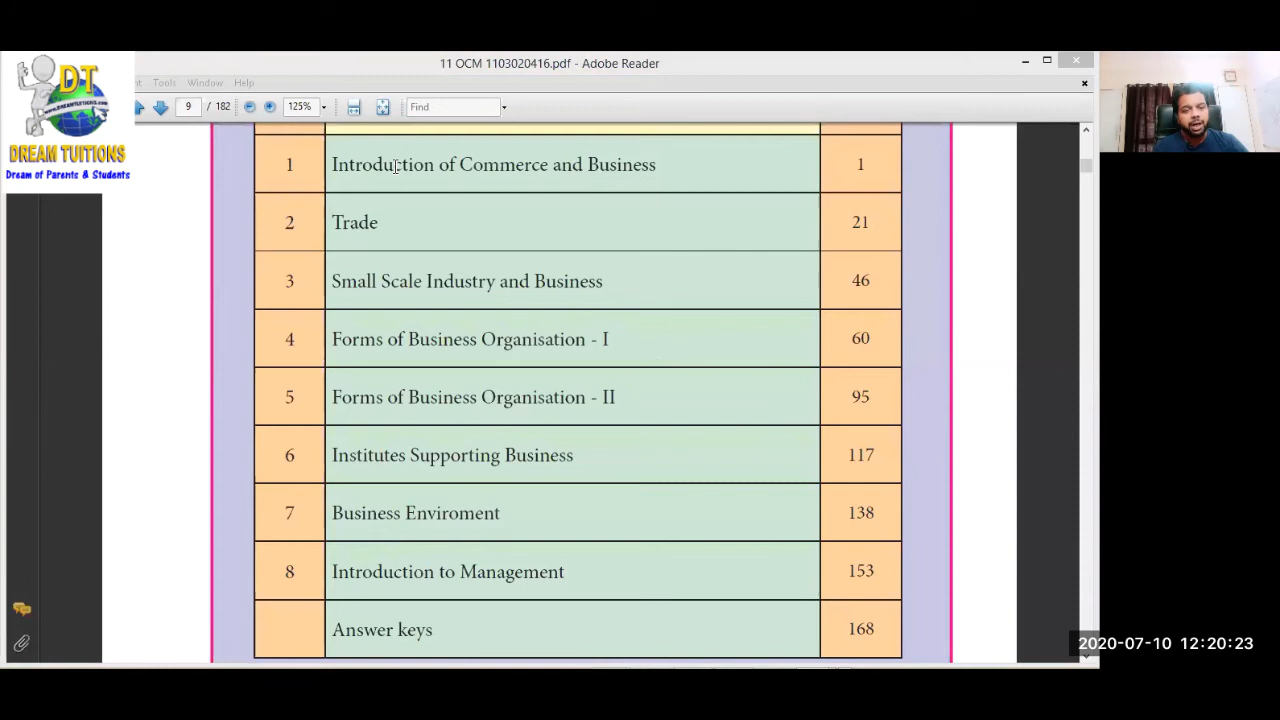 11 OCM 1103020416.pdf - Adobe Reader
Tools Window Help
9 / 182 125% Find
DT
WWW.DREAMTUITIONS.COM
DREAM TUITIONS
Dream of Parents & Students
1 Introduction of Commerce and Business 1
2 Trade 21
3 Small Scale Industry and Business 46
4 Forms of Business Organisation - I 60
5 Forms of Business Organisation - II 95
6 Institutes Supporting Business 117
7 Business Enviroment 138
8 Introduction to Management 153
Answer keys 168
2020-07-10 12:20:23